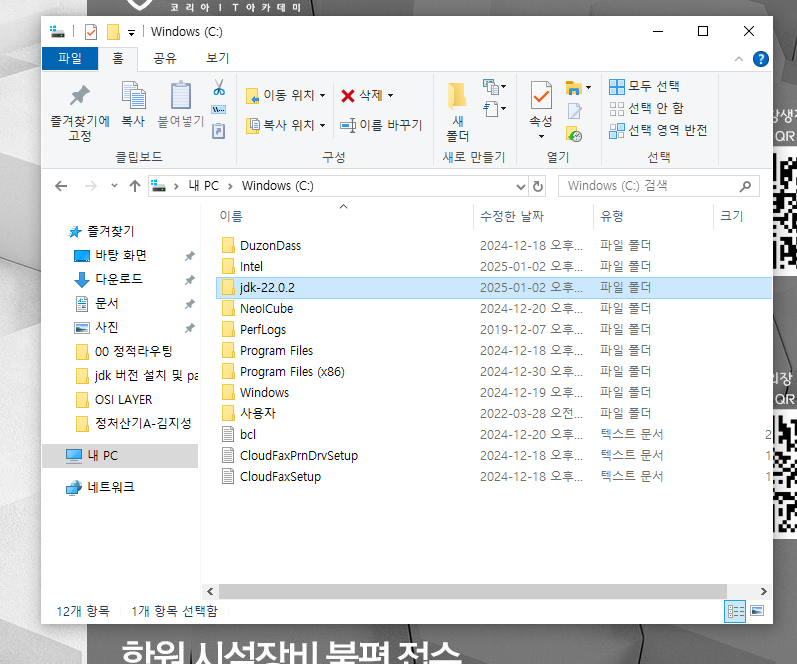 코리아IT아카데미
Windows (C:)
파일 홈 공유 보기
즐겨찾기에 고정
복사
붙여넣기
이동 위치
복사 위치
삭제
이름 바꾸기
새 폴더
속성
모두 선택
선택 안 함
선택 영역 반전
클립보드 구성 새로 만들기 열기 선택
내 PC Windows (C:)
Windows (C:) 검색
이름 수정한 날짜 유형 크기
즐겨찾기
바탕 화면
다운로드
문서
사진
00 정적라우팅
jdk 버전 설치 및 pa
OSI LAYER
정처산기A-김지성
내 PC
네트워크
DuzonDass 2024-12-18 오후... 파일 폴더
Intel 2025-01-02 오후... 파일 폴더
jdk-22.0.2 2025-01-02 오후... 파일 폴더
NeoICube 2024-12-20 오후... 파일 폴더
PerfLogs 2019-12-07 오후... 파일 폴더
Program Files 2024-12-18 오후... 파일 폴더
Program Files (x86) 2024-12-30 오후... 파일 폴더
Windows 2024-12-19 오후... 파일 폴더
사용자 2022-03-28 오전... 파일 폴더
bcl 2024-12-20 오후... 텍스트 문서 2
CloudFaxPrnDrvSetup 2024-12-18 오후... 텍스트 문서 1
CloudFaxSetup 2024-12-18 오후... 텍스트 문서 1
12개 항목 1개 항목 선택함
QR
QR
학원 시설장비 불편 접수